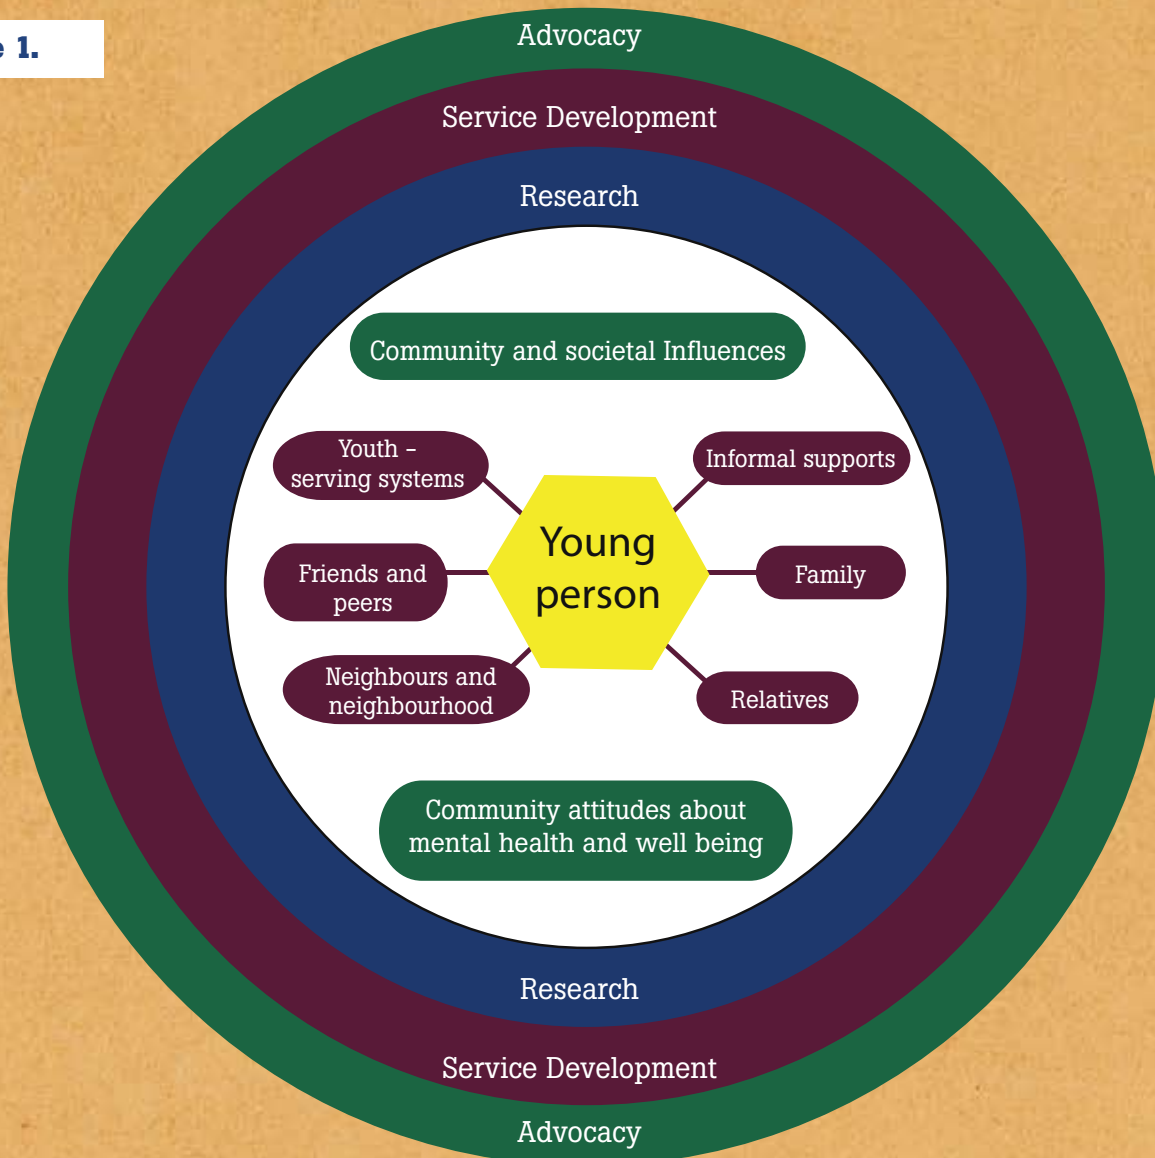 e 1.
Advocacy
Service Development
Research
Community and societal Influences
Youth –
serving systems
Informal supports
Young
person
Friends and
peers
Family
Neighbours and
neighbourhood
Relatives
Community attitudes about
mental health and well being
Research
Service Development
Advocacy